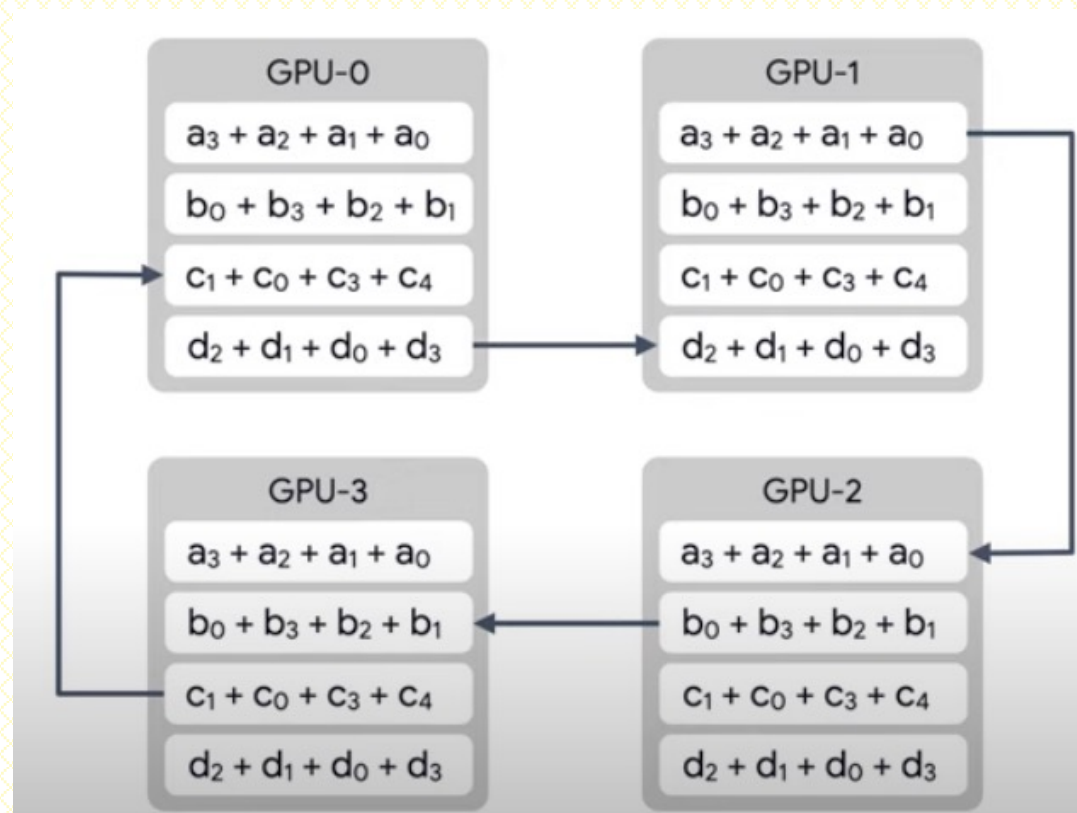 GPU-0
a₃ + a₂ + a₁ + a₀
b₀ + b₃ + b₂ + b₁
c₁ + c₀ + c₃ + c₄
d₂ + d₁ + d₀ + d₃
GPU-1
a₃ + a₂ + a₁ + a₀
b₀ + b₃ + b₂ + b₁
c₁ + c₀ + c₃ + c₄
d₂ + d₁ + d₀ + d₃
GPU-3
a₃ + a₂ + a₁ + a₀
b₀ + b₃ + b₂ + b₁
c₁ + c₀ + c₃ + c₄
d₂ + d₁ + d₀ + d₃
GPU-2
a₃ + a₂ + a₁ + a₀
b₀ + b₃ + b₂ + b₁
c₁ + c₀ + c₃ + c₄
d₂ + d₁ + d₀ + d₃